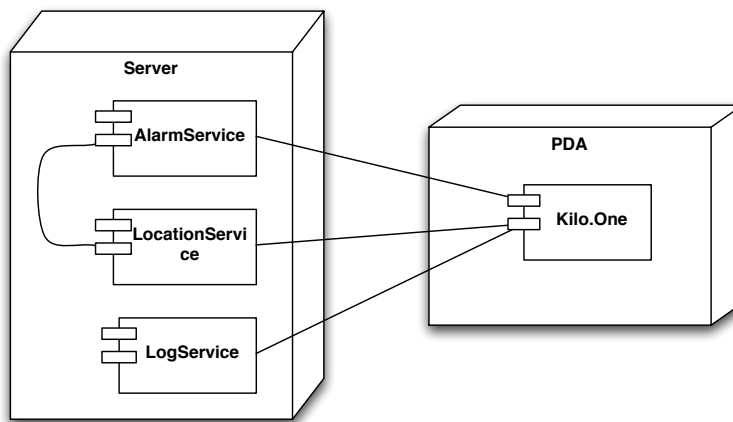 Server
AlarmService
LocationServi
ce
LogService
PDA
Kilo.One